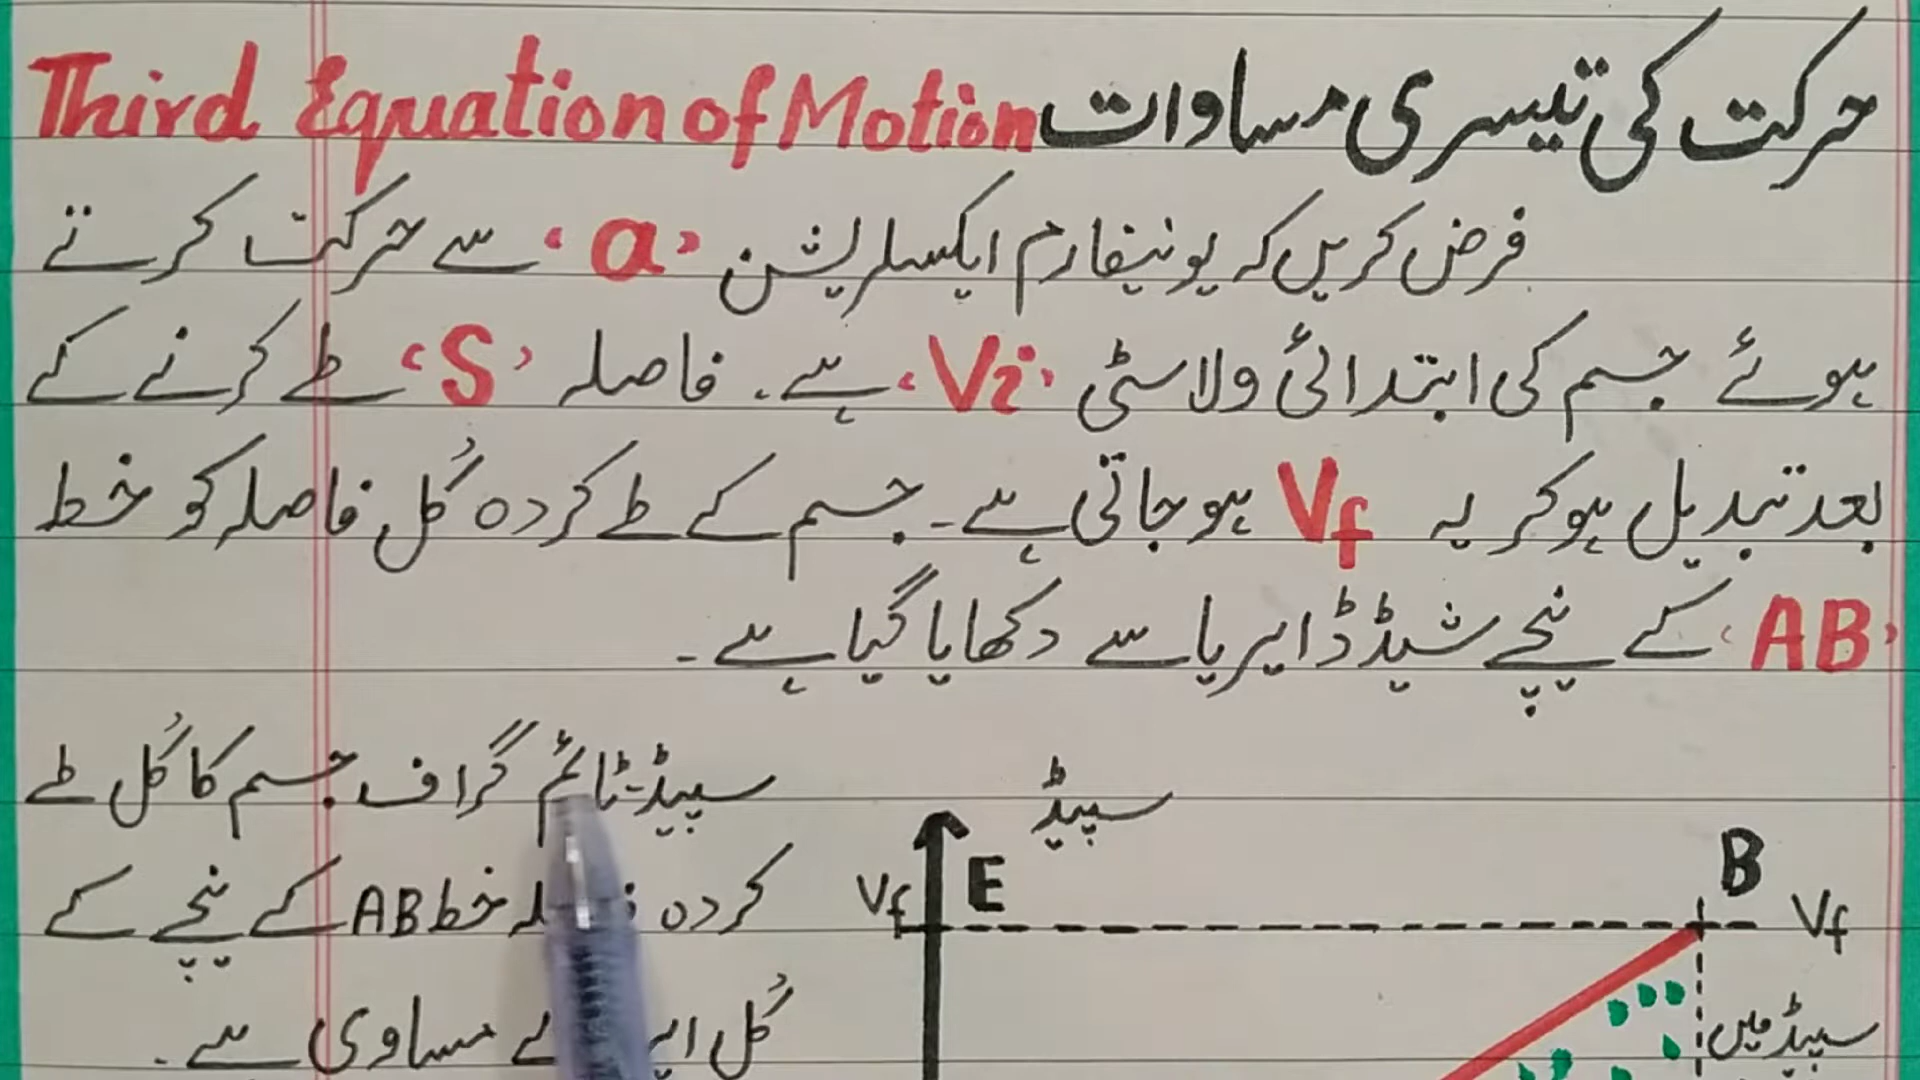 حرکت کی تیسری مساوات Third Equation of Motion
فرض کریں کہ یونیفارم ایکسلریشن 'a' سے حرکت کرتے
ہوئے جسم کی ابتدائی ولاسٹی 'Vi' ہے۔ فاصلہ 'S' طے کرنے کے
بعد تبدیل ہوکر یہ Vf ہو جاتی ہے۔ جسم کے طے کردہ کُل فاصلہ کو خط
'AB' کے نیچے شیڈڈ ایریا سے دکھایا گیا ہے۔
سپیڈ-ٹائم گراف جسم کا کُل طے
کردہ خط AB کے نیچے کے
کُل مساوی ہے۔
سپیڈ
Vf E B Vf
سپیڈ میں